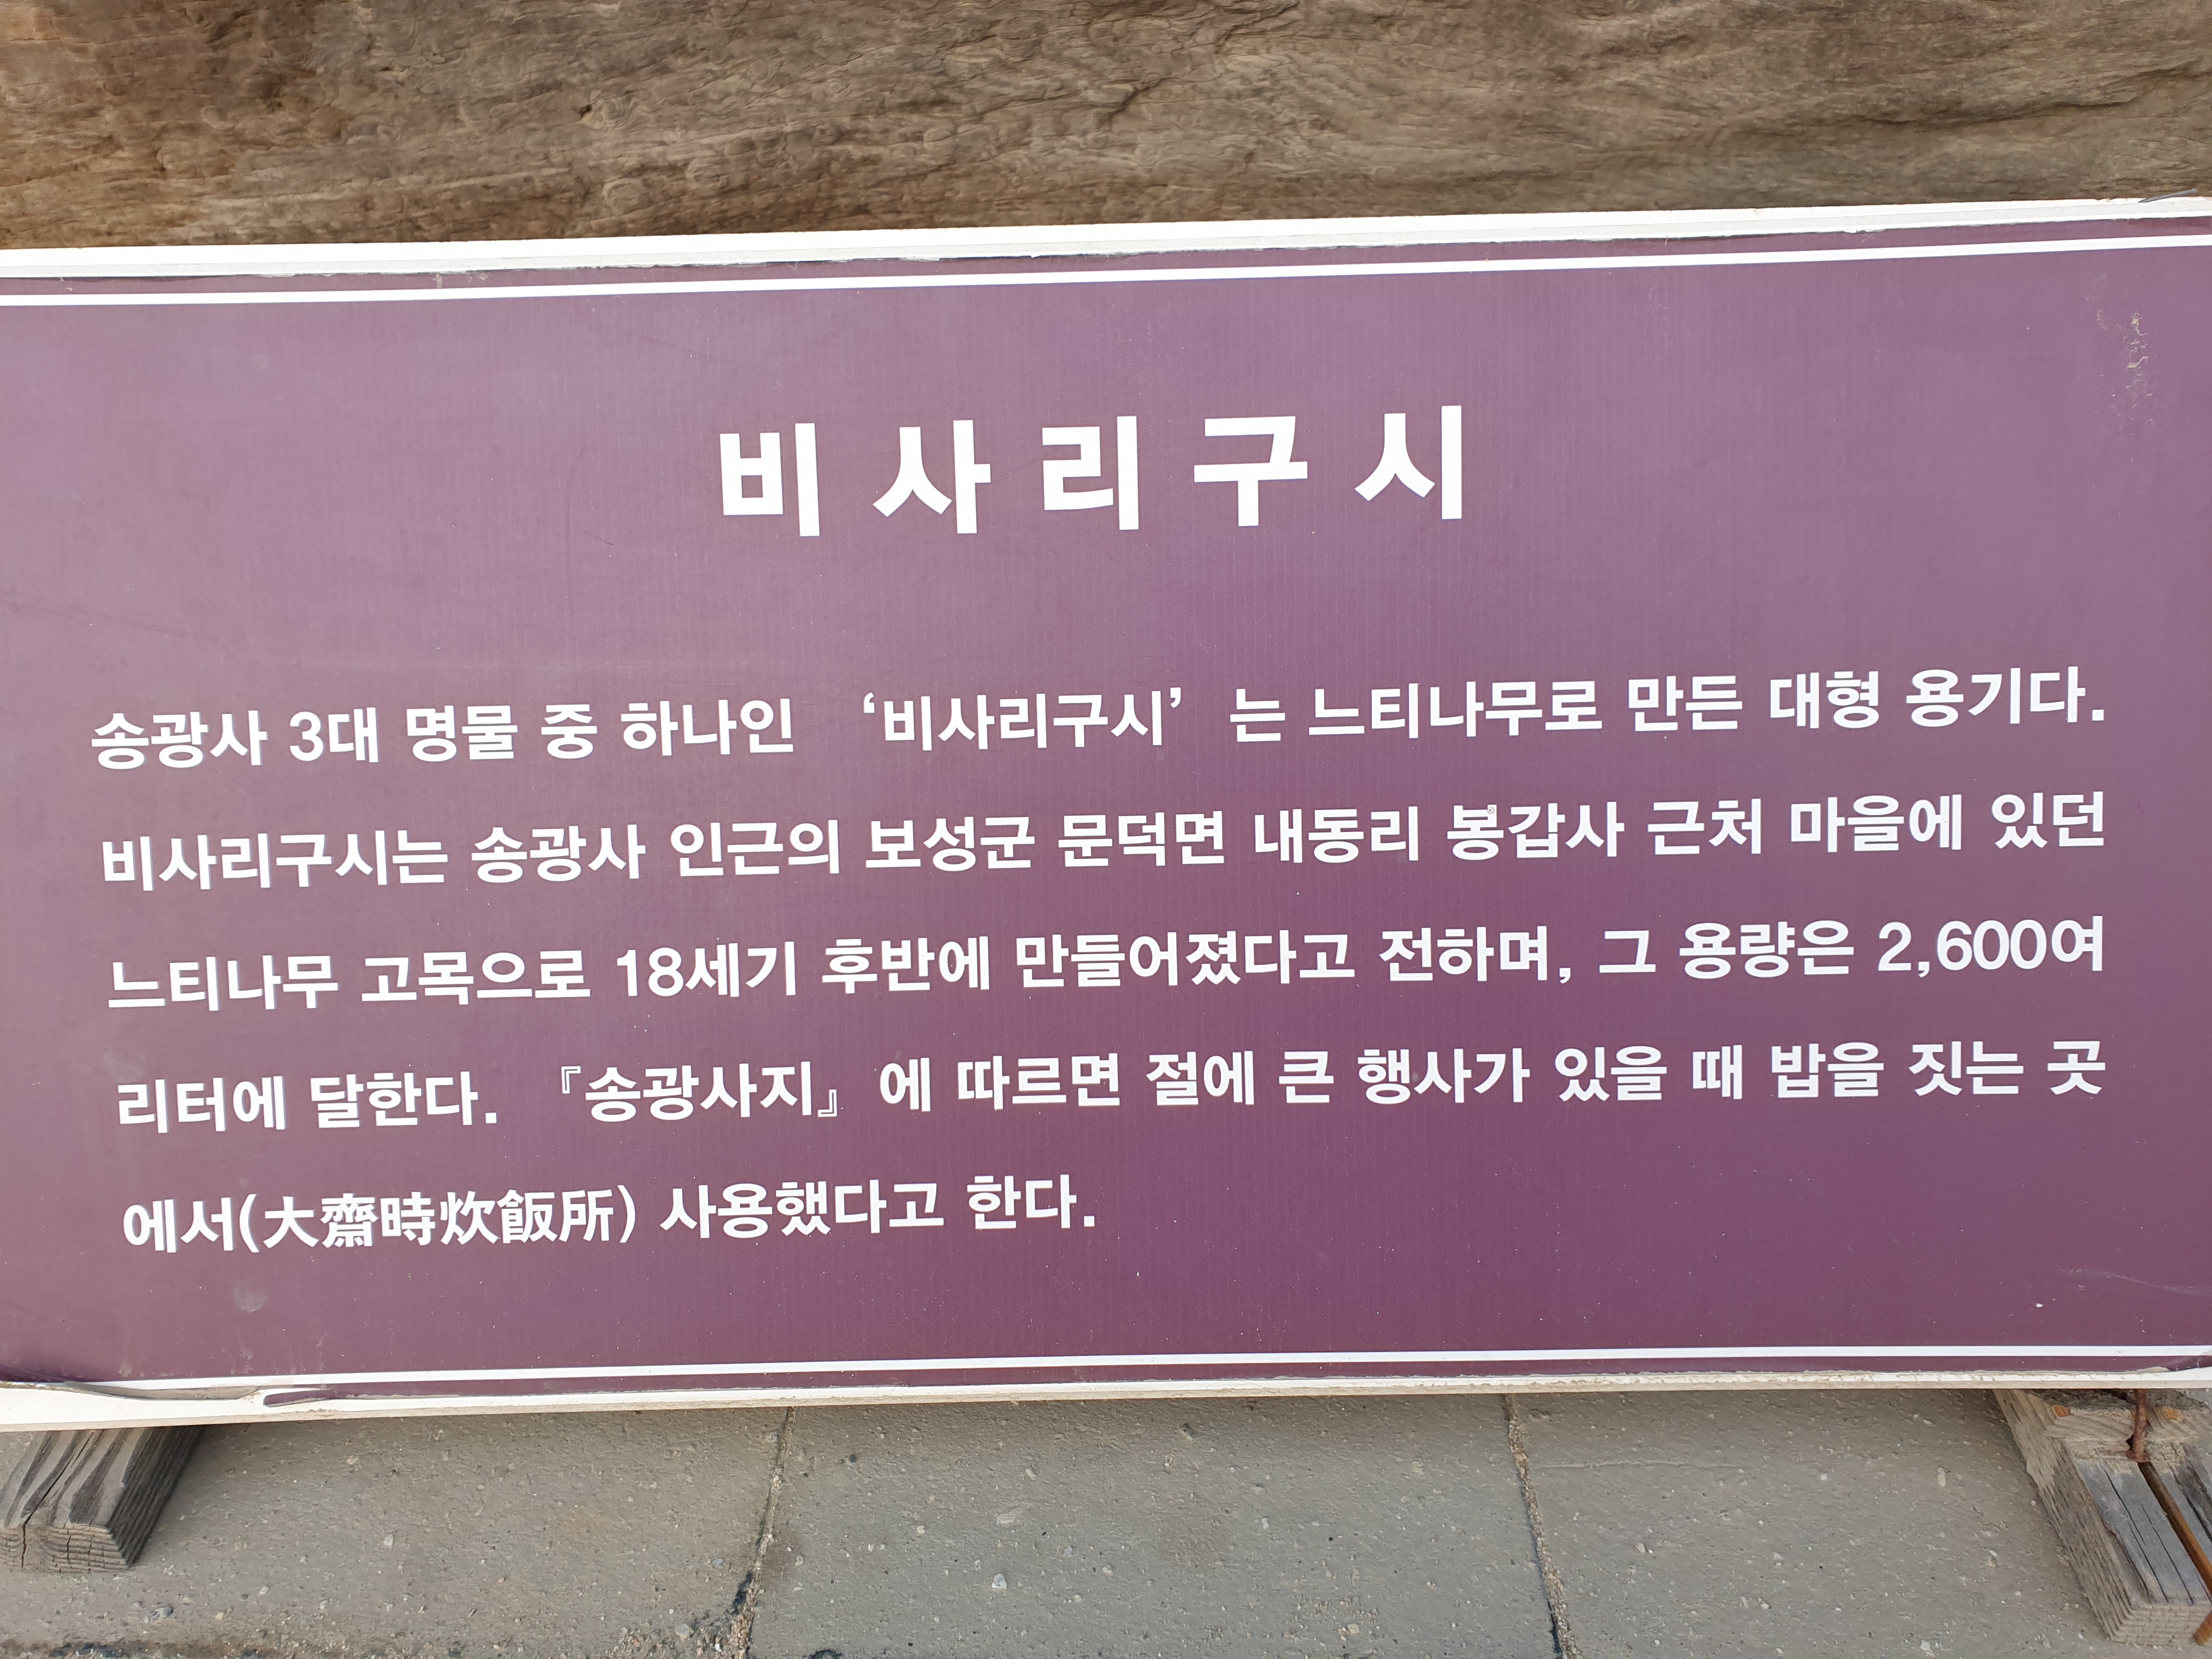 비사리구시
송광사 3대 명물 중 하나인 ‘비사리구시’는 느티나무로 만든 대형 용기다.
비사리구시는 송광사 인근의 보성군 문덕면 내동리 봉갑사 근처 마을에 있던
느티나무 고목으로 18세기 후반에 만들어졌다고 전하며, 그 용량은 2,600여
리터에 달한다. 『송광사지』에 따르면 절에 큰 행사가 있을 때 밥을 짓는 곳
에서(大齋時炊飯所) 사용했다고 한다.